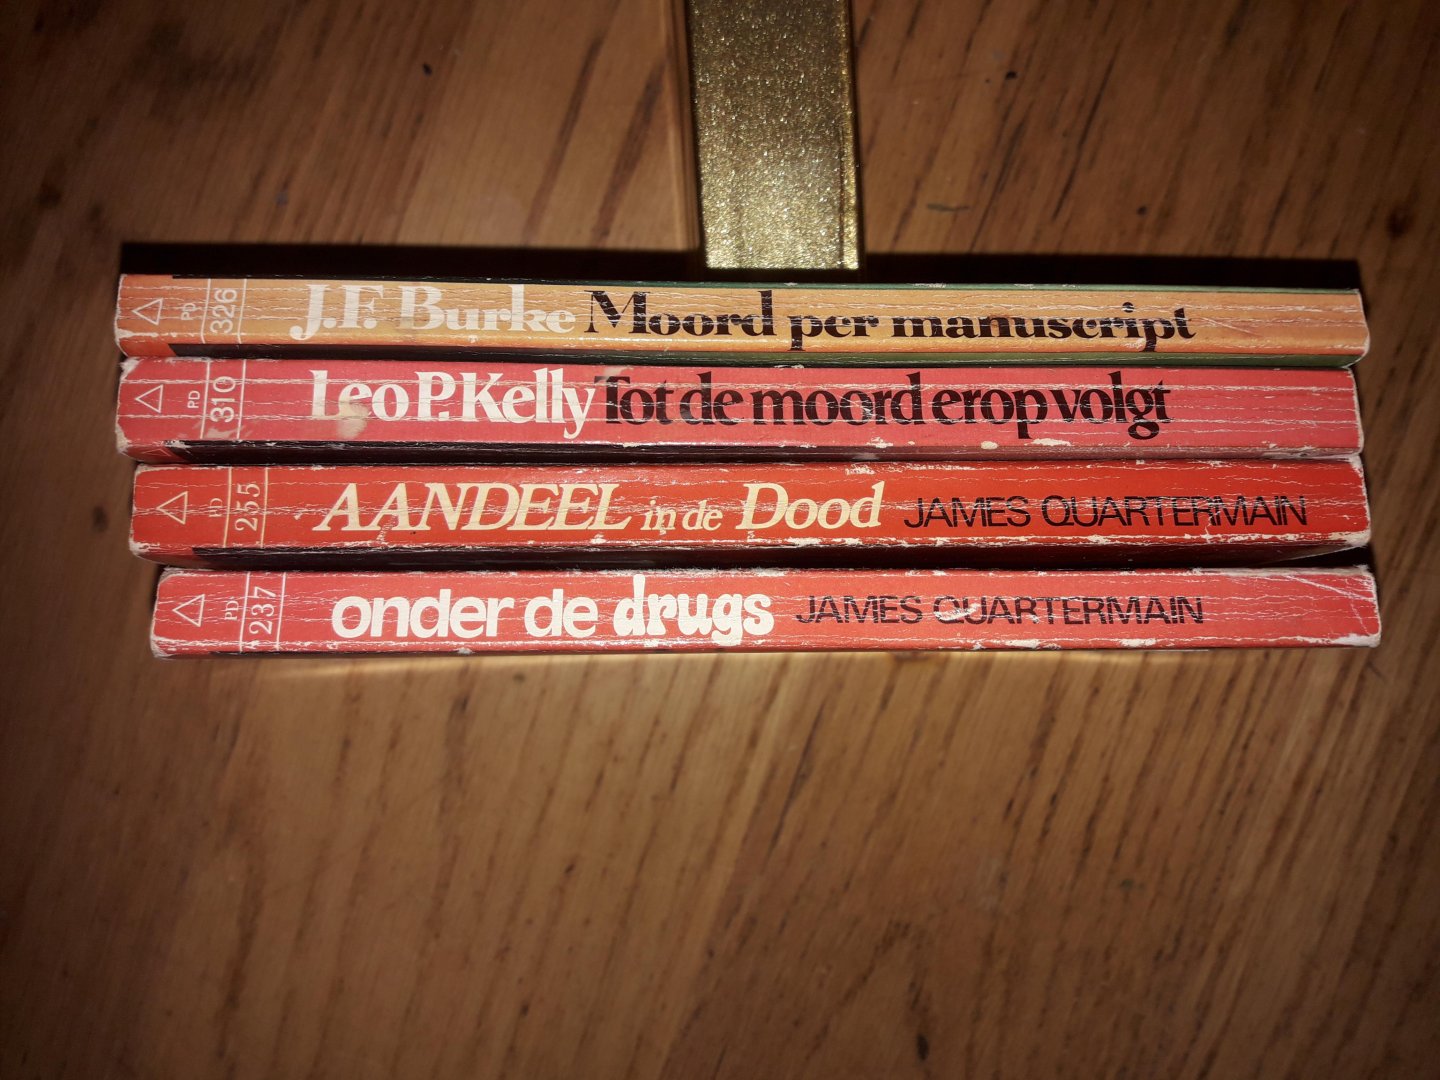 PD 326 J.F. Burke Moord per manuscript
PD 310 Leo P. Kelly Tot de moord erop volgt
PD 255 AANDEEL in de Dood JAMES QUARTERMAIN
PD 237 onder de drugs JAMES QUARTERMAIN